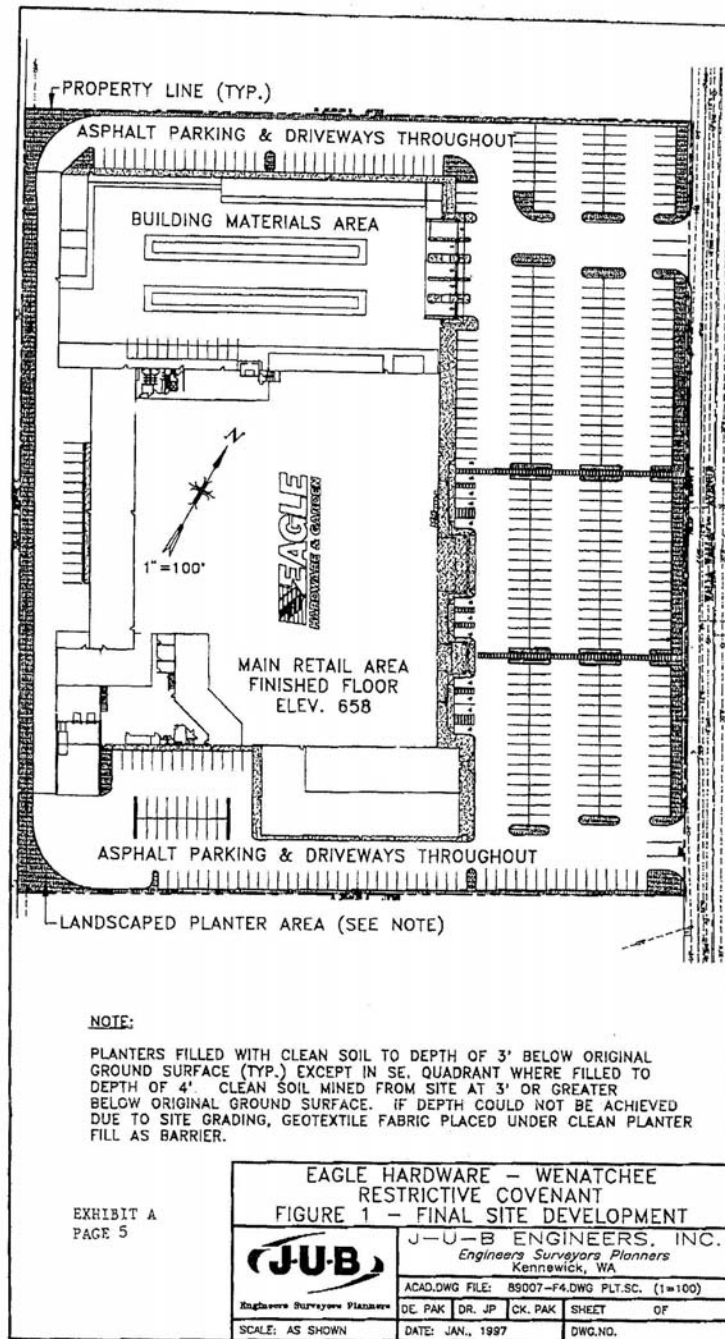 PROPERTY LINE (TYP.)
ASPHALT PARKING & DRIVEWAYS THROUGHOUT
BUILDING MATERIALS AREA
N
1"=100'
EAGLE
HARDWARE & GARDEN
MAIN RETAIL AREA
FINISHED FLOOR
ELEV. 658
WALLA WALLA AVENUE
ASPHALT PARKING & DRIVEWAYS THROUGHOUT
LANDSCAPED PLANTER AREA (SEE NOTE)
NOTE:
PLANTERS FILLED WITH CLEAN SOIL TO DEPTH OF 3' BELOW ORIGINAL
GROUND SURFACE (TYP.) EXCEPT IN SE. QUADRANT WHERE FILLED TO
DEPTH OF 4'. CLEAN SOIL MINED FROM SITE AT 3' OR GREATER
BELOW ORIGINAL GROUND SURFACE. IF DEPTH COULD NOT BE ACHIEVED
DUE TO SITE GRADING, GEOTEXTILE FABRIC PLACED UNDER CLEAN PLANTER
FILL AS BARRIER.
EXHIBIT A
PAGE 5
EAGLE HARDWARE - WENATCHEE
RESTRICTIVE COVENANT
FIGURE 1 - FINAL SITE DEVELOPMENT
J·U·B
Engineers Surveyors Planners
J-U-B ENGINEERS, INC.
Engineers Surveyors Planners
Kennewick, WA
ACAD.DWG FILE: 89007-F4.DWG PLT.SC. (1=100)
DE. PAK DR. JP CK. PAK SHEET OF
SCALE: AS SHOWN DATE: JAN., 1997 DWG.NO.